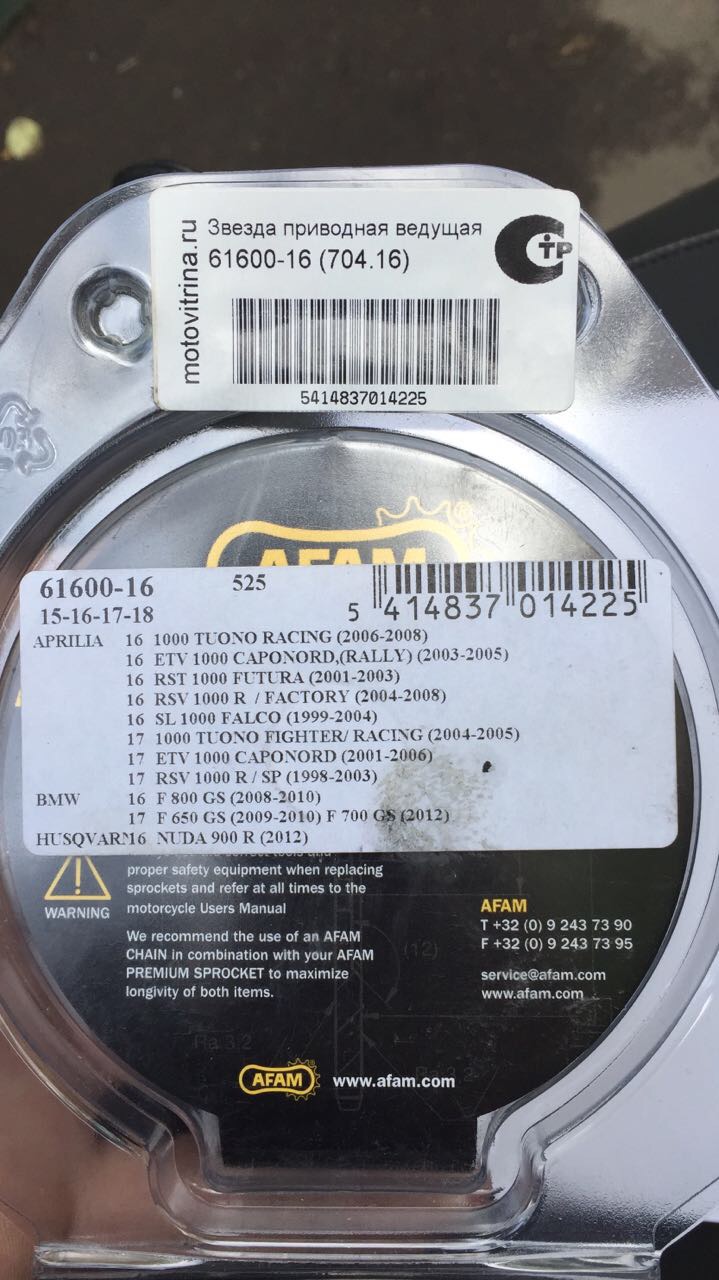 motovitrina.ru
Звезда приводная ведущая
61600-16 (704.16)
СТР
5414837014225
AFAM
61600-16 525
15-16-17-18
5 414837 014225
APRILIA 16 1000 TUONO RACING (2006-2008)
16 ETV 1000 CAPONORD,(RALLY) (2003-2005)
16 RST 1000 FUTURA (2001-2003)
16 RSV 1000 R / FACTORY (2004-2008)
16 SL 1000 FALCO (1999-2004)
17 1000 TUONO FIGHTER/ RACING (2004-2005)
17 ETV 1000 CAPONORD (2001-2006)
17 RSV 1000 R / SP (1998-2003)
BMW 16 F 800 GS (2008-2010)
17 F 650 GS (2009-2010) F 700 GS (2012)
HUSQVARN16 NUDA 900 R (2012)
WARNING
proper safety equipment when replacing
sprockets and refer at all times to the
motorcycle Users Manual
We recommend the use of an AFAM
CHAIN in combination with your AFAM
PREMIUM SPROCKET to maximize
longivity of both items.
AFAM
T +32 (0) 9 243 73 90
F +32 (0) 9 243 73 95
service@afam.com
www.afam.com
(12)
Ra 3.2
AFAM www.afam.com